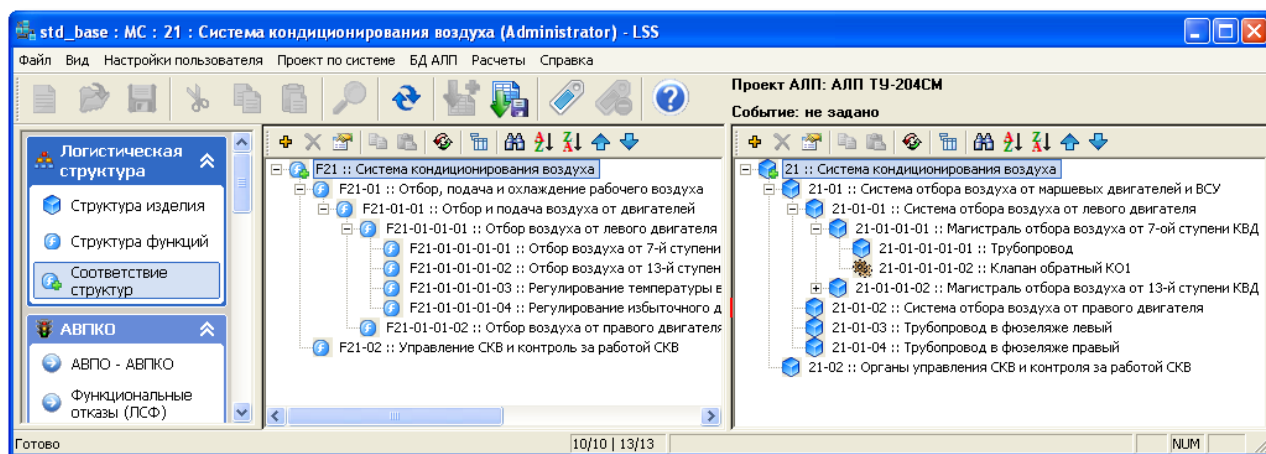 std_base : МС : 21 : Система кондиционирования воздуха (Administrator) - LSS
Файл Вид Настройки пользователя Проект по системе БД АЛП Расчеты Справка
Проект АЛП: АЛП ТУ-204СМ
Событие: не задано
Логистическая
структура
Структура изделия
Структура функций
Соответствие
структур
АВПКО
АВПО - АВПКО
Функциональные
отказы (ЛСФ)
F21 :: Система кондиционирования воздуха
F21-01 :: Отбор, подача и охлаждение рабочего воздуха
F21-01-01 :: Отбор и подача воздуха от двигателей
F21-01-01-01 :: Отбор воздуха от левого двигателя
F21-01-01-01-01 :: Отбор воздуха от 7-й ступени
F21-01-01-01-02 :: Отбор воздуха от 13-й ступен
F21-01-01-01-03 :: Регулирование температуры в
F21-01-01-01-04 :: Регулирование избыточного д
F21-01-01-02 :: Отбор воздуха от правого двигателя
F21-02 :: Управление СКВ и контроль за работой СКВ
21 :: Система кондиционирования воздуха
21-01 :: Система отбора воздуха от маршевых двигателей и ВСУ
21-01-01 :: Система отбора воздуха от левого двигателя
21-01-01-01 :: Магистраль отбора воздуха от 7-ой ступени КВД
21-01-01-01-01 :: Трубопровод
21-01-01-01-02 :: Клапан обратный КО1
21-01-01-02 :: Магистраль отбора воздуха от 13-й ступени КВД
21-01-02 :: Система отбора воздуха от правого двигателя
21-01-03 :: Трубопровод в фюзеляже левый
21-01-04 :: Трубопровод в фюзеляже правый
21-02 :: Органы управления СКВ и контроля за работой СКВ
Готово 10/10 | 13/13 NUM